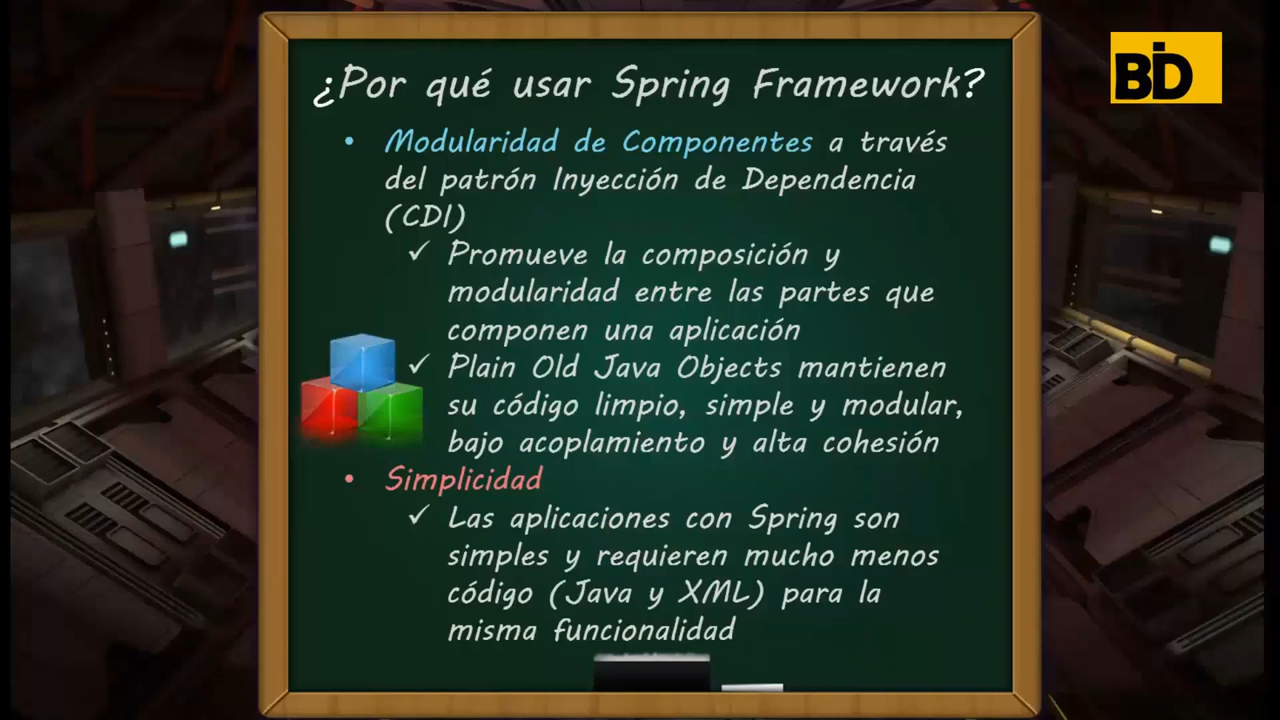 ¿Por qué usar Spring Framework?
BID
• Modularidad de Componentes a través
del patrón Inyección de Dependencia
(CDI)
✓ Promueve la composición y
modularidad entre las partes que
componen una aplicación
✓ Plain Old Java Objects mantienen
su código limpio, simple y modular,
bajo acoplamiento y alta cohesión
• Simplicidad
✓ Las aplicaciones con Spring son
simples y requieren mucho menos
código (Java y XML) para la
misma funcionalidad